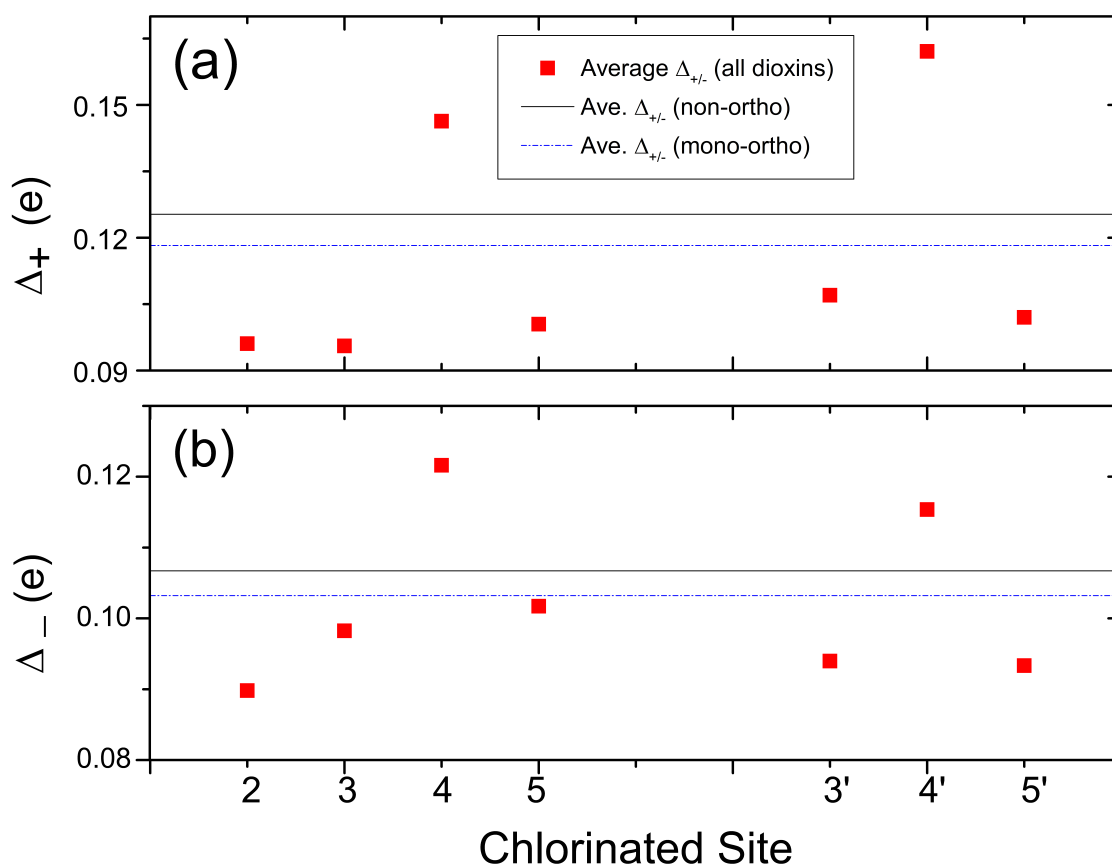 (a)
Average Δ+/- (all dioxins)
Ave. Δ+/- (non-ortho)
Ave. Δ+/- (mono-ortho)
0.15
0.12
0.09
Δ+ (e)
(b)
0.12
0.10
0.08
Δ− (e)
2 3 4 5 3' 4' 5'
Chlorinated Site